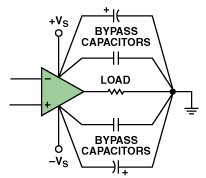 +
+VS
BYPASS
CAPACITORS
−
LOAD
+
BYPASS
CAPACITORS
−VS
+